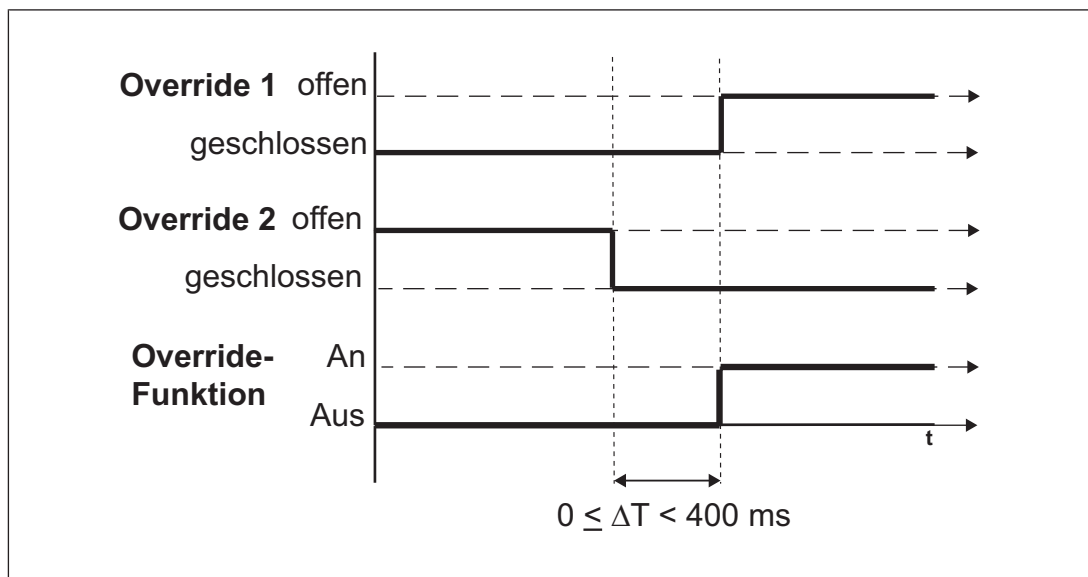 Override 1 offen
geschlossen
Override 2 offen
geschlossen
Override-
Funktion
An
Aus
t
0 ≤ ΔT < 400 ms